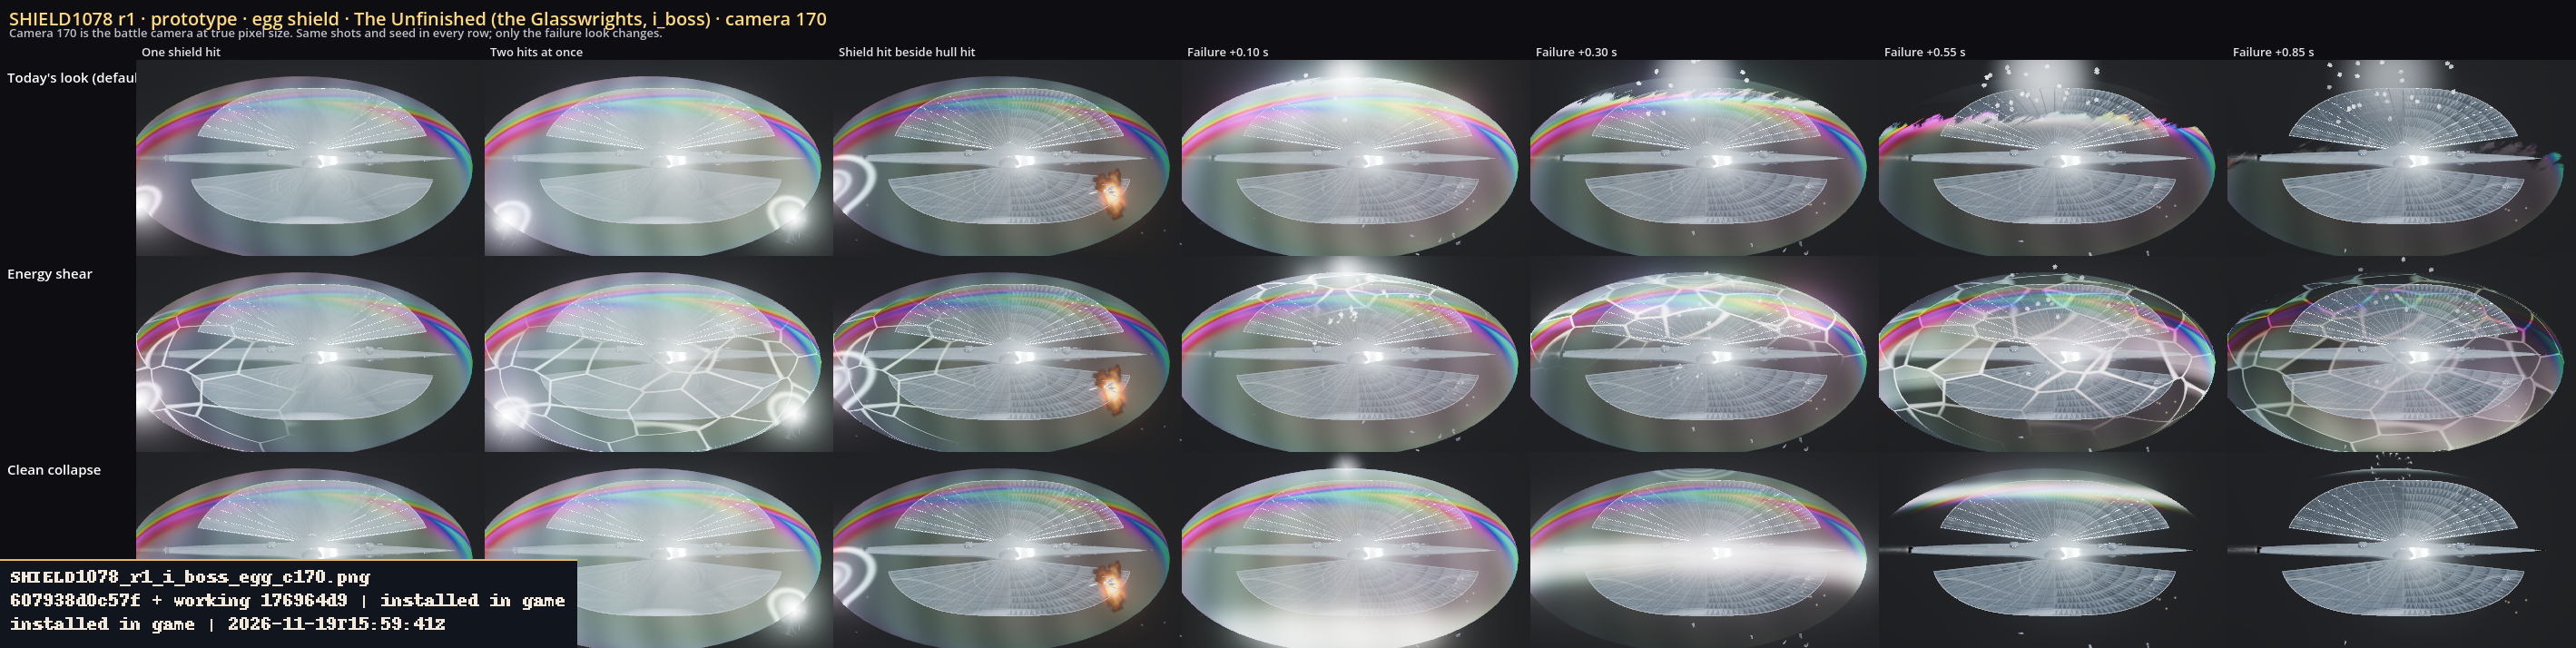 SHIELD1078 r1 · prototype · egg shield · The Unfinished (the Glasswrights, i_boss) · camera 170
Camera 170 is the battle camera at true pixel size. Same shots and seed in every row; only the failure look changes.
One shield hit
Two hits at once
Shield hit beside hull hit
Failure +0.10 s
Failure +0.30 s
Failure +0.55 s
Failure +0.85 s
Today's look (defaul
Energy shear
Clean collapse
SHIELD1078_r1_i_boss_egg_c170.png
607938d0c57f + working 176964d9 | installed in game
installed in game | 2026-11-19T15:59:41Z